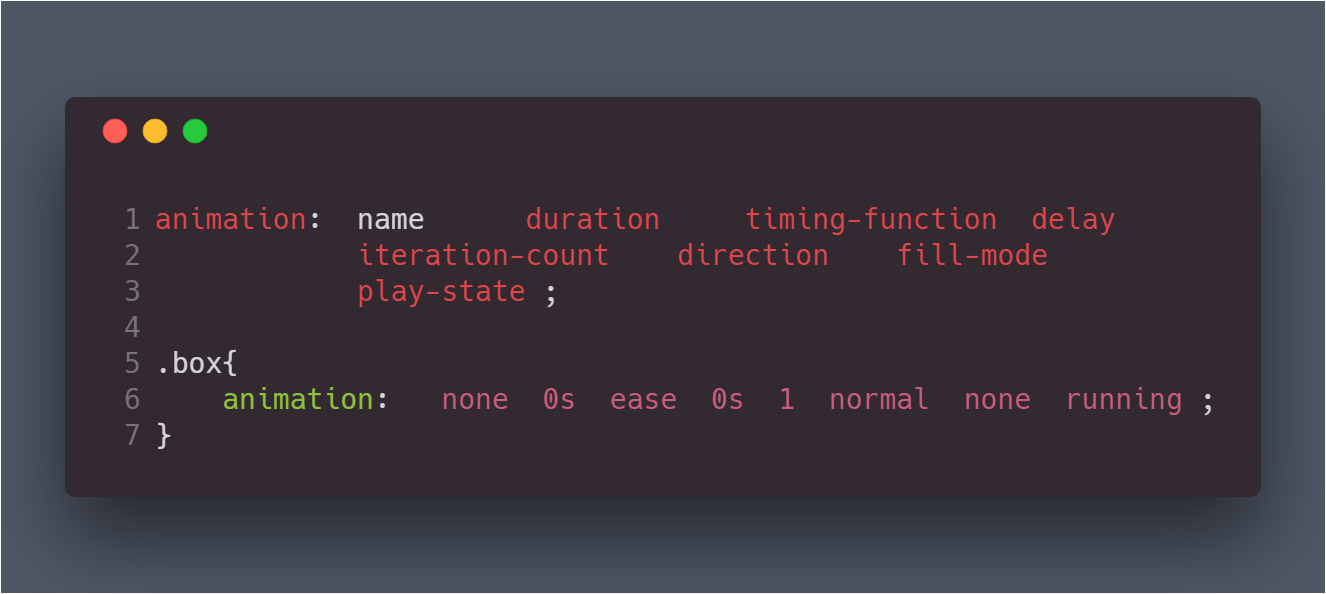 1 animation:  name      duration     timing-function  delay
2             iteration-count    direction    fill-mode
3             play-state ;
4
5 .box{
6     animation:   none  0s  ease  0s  1  normal  none  running ;
7 }